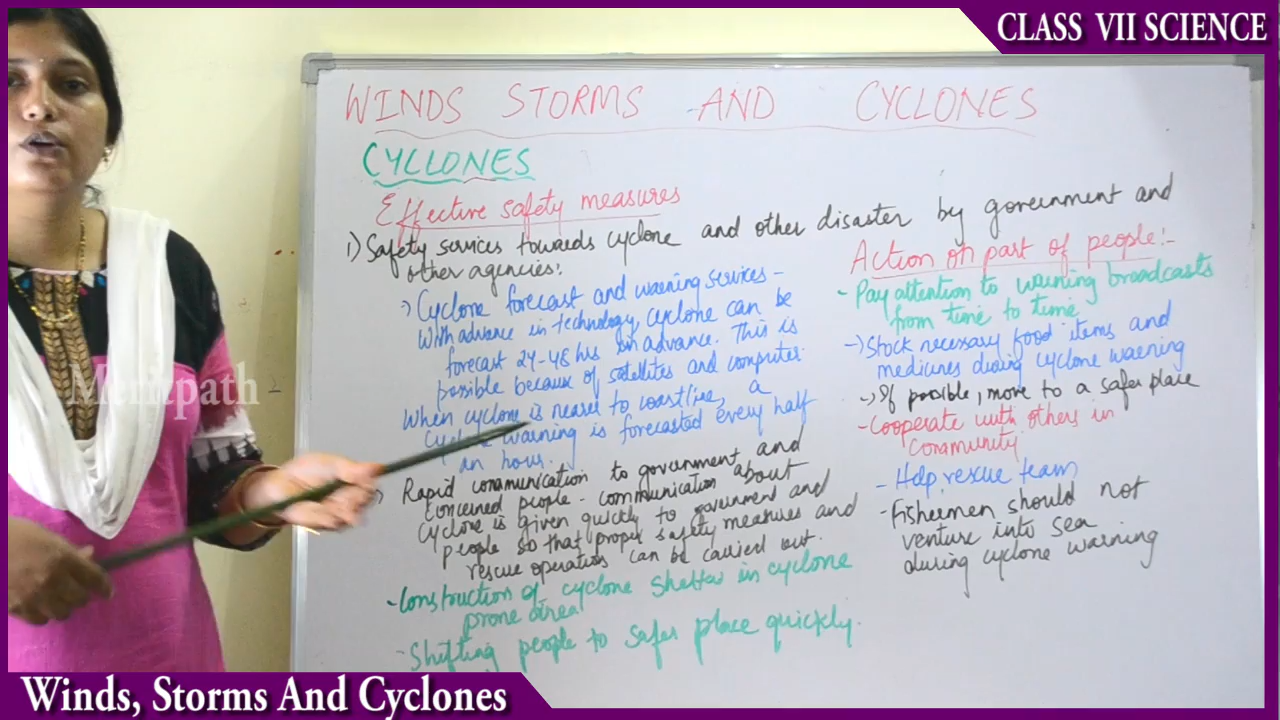 CLASS VII SCIENCE
WINDS STORMS AND CYCLONES
CYCLONES
Effective safety measures
1) Safety services towards cyclone and other disaster by government and
other agencies:
Cyclone forecast and warning services -
With advance in technology, cyclone can be
forecast 24-48 hrs in advance. This is
possible because of satellites and computer.
When cyclone is nearer to coastline, a
cyclone warning is forecasted every half
an hour.
Rapid communication to government and
concerned people - communication about
cyclone is given quickly to government and
people so that proper safety measures and
rescue operation can be carried out.
- Construction of cyclone shelter in cyclone
prone area
- Shifting people to safer place quickly.
Action on part of people:-
- Pay attention to warning broadcasts
from time to time
-) Stock necessary food items and
medicines during cyclone warning
-) If possible, move to a safer place
- Cooperate with others in
Community
- Help rescue team
- Fishermen should not
venture into sea
during cyclone warning
Meritpath
Winds, Storms And Cyclones